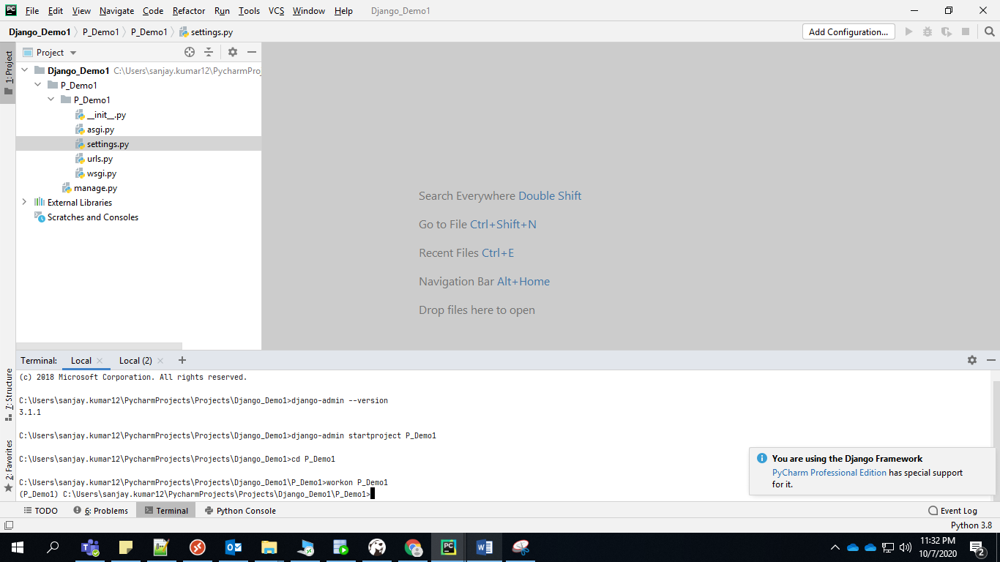 PC File Edit View Navigate Code Refactor Run Tools VCS Window Help Django_Demo1
Django_Demo1 P_Demo1 P_Demo1 settings.py Add Configuration...
1: Project
Project
Django_Demo1 C:\Users\sanjay.kumar12\PycharmProj
P_Demo1
P_Demo1
__init__.py
asgi.py
settings.py
urls.py
wsgi.py
manage.py
External Libraries
Scratches and Consoles
Search Everywhere Double Shift
Go to File Ctrl+Shift+N
Recent Files Ctrl+E
Navigation Bar Alt+Home
Drop files here to open
7: Structure
2: Favorites
Terminal: Local Local (2)
(c) 2018 Microsoft Corporation. All rights reserved.
C:\Users\sanjay.kumar12\PycharmProjects\Projects\Django_Demo1>django-admin --version
3.1.1
C:\Users\sanjay.kumar12\PycharmProjects\Projects\Django_Demo1>django-admin startproject P_Demo1
C:\Users\sanjay.kumar12\PycharmProjects\Projects\Django_Demo1>cd P_Demo1
C:\Users\sanjay.kumar12\PycharmProjects\Projects\Django_Demo1\P_Demo1>workon P_Demo1
(P_Demo1) C:\Users\sanjay.kumar12\PycharmProjects\Projects\Django_Demo1\P_Demo1>
You are using the Django Framework
PyCharm Professional Edition has special support
for it.
TODO 6: Problems Terminal Python Console Event Log
Python 3.8
11:32 PM
10/7/2020
2